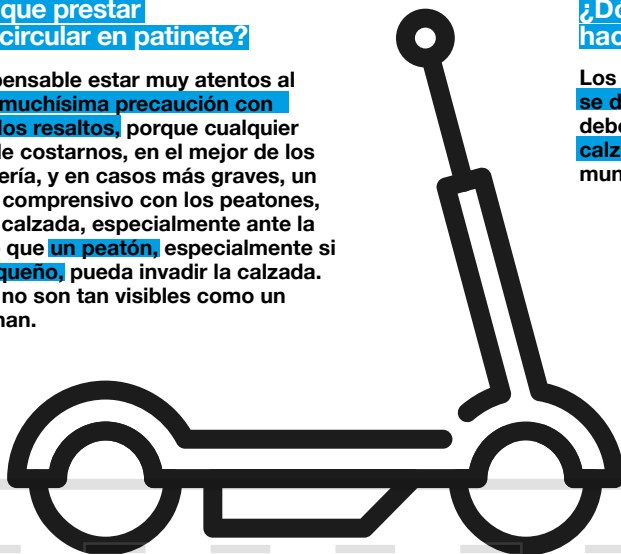 que prestar
circular en patinete?
pensable estar muy atentos al
muchísima precaución con
los resaltos, porque cualquier
de costarnos, en el mejor de los
ería, y en casos más graves, un
comprensivo con los peatones,
calzada, especialmente ante la
que un peatón, especialmente si
queño, pueda invadir la calzada.
no son tan visibles como un
nan.
¿Dó
hac
Los
se d
debe
calz
mun